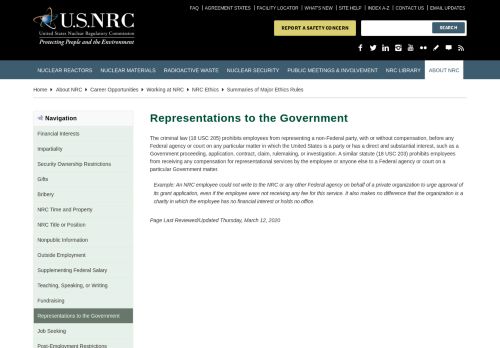 FAQ | AGREEMENT STATES | FACILITY LOCATOR | WHAT'S NEW | SITE HELP | INDEX A-Z | CONTACT US | EMAIL UPDATES
U.S.NRC
United States Nuclear Regulatory Commission
Protecting People and the Environment
REPORT A SAFETY CONCERN
SEARCH
NUCLEAR REACTORS NUCLEAR MATERIALS RADIOACTIVE WASTE NUCLEAR SECURITY PUBLIC MEETINGS & INVOLVEMENT NRC LIBRARY ABOUT NRC
Home > About NRC > Career Opportunities > Working at NRC > NRC Ethics > Summaries of Major Ethics Rules
Navigation
Financial Interests
Impartiality
Security Ownership Restrictions
Gifts
Bribery
NRC Time and Property
NRC Title or Position
Nonpublic Information
Outside Employment
Supplementing Federal Salary
Teaching, Speaking, or Writing
Fundraising
Representations to the Government
Job Seeking
Post-Employment Restrictions
Representations to the Government
The criminal law (18 USC 205) prohibits employees from representing a non-Federal party, with or without compensation, before any
Federal agency or court on any particular matter in which the United States is a party or has a direct and substantial interest, such as a
Government proceeding, application, contract, claim, rulemaking, or investigation. A similar statute (18 USC 203) prohibits employees
from receiving any compensation for representational services by the employee or anyone else to a Federal agency or court on a
particular Government matter.
Example: An NRC employee could not write to the NRC or any other Federal agency on behalf of a private organization to urge approval of
its grant application, even if the employee were not receiving any fee for this service. It also makes no difference that the organization is a
charity in which the employee has no financial interest or holds no office.
Page Last Reviewed/Updated Thursday, March 12, 2020